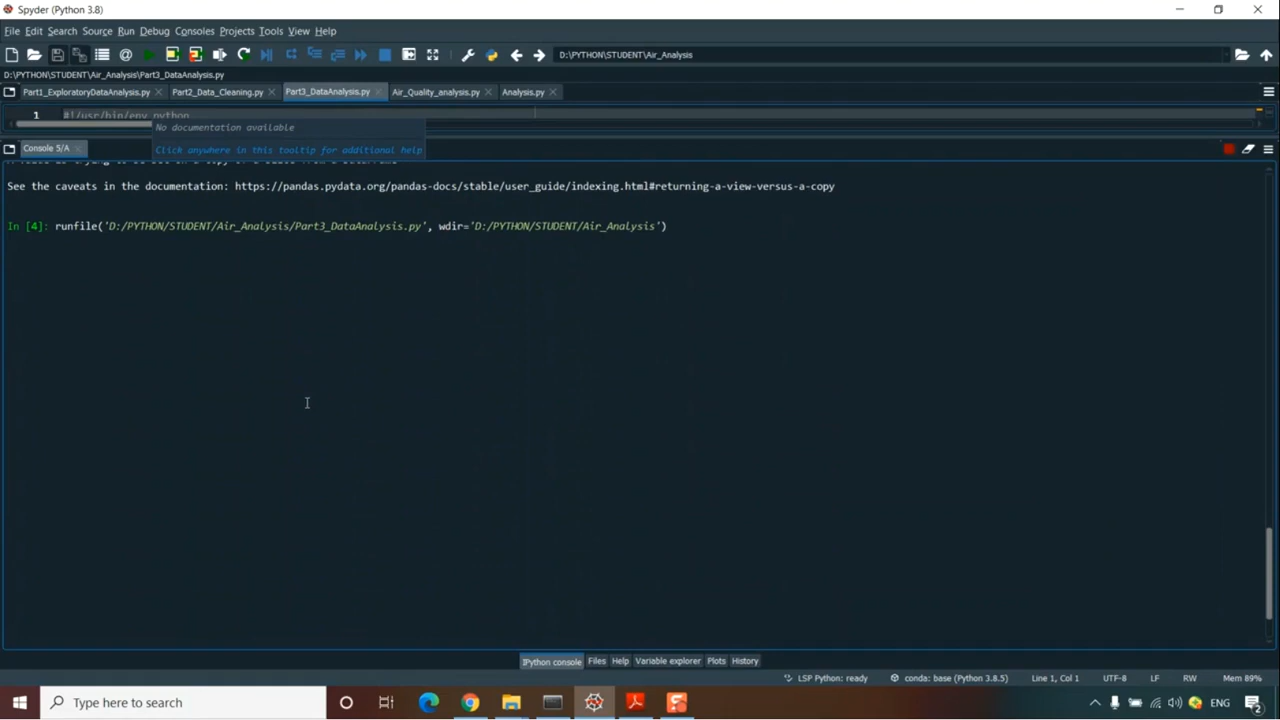 Spyder (Python 3.8)
File Edit Search Source Run Debug Consoles Projects Tools View Help
D:\PYTHON\STUDENT\Air_Analysis
D:\PYTHON\STUDENT\Air_Analysis\Part3_DataAnalysis.py
Part1_ExploratoryDataAnalysis.py Part2_Data_Cleaning.py Part3_DataAnalysis.py Air_Quality_analysis.py Analysis.py
1 #!/usr/bin/env python
No documentation available
Click anywhere in this tooltip for additional help
Console 5/A
See the caveats in the documentation: https://pandas.pydata.org/pandas-docs/stable/user_guide/indexing.html#returning-a-view-versus-a-copy
In [4]: runfile('D:/PYTHON/STUDENT/Air_Analysis/Part3_DataAnalysis.py', wdir='D:/PYTHON/STUDENT/Air_Analysis')
IPython console Files Help Variable explorer Plots History
LSP Python: ready conda: base (Python 3.8.5) Line 1, Col 1 UTF-8 LF RW Mem 89%
Type here to search
ENG
2